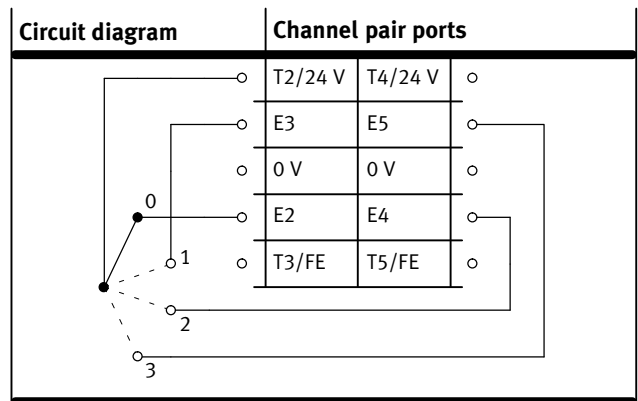 Circuit diagram Channel pair ports
T2/24 V T4/24 V
E3 E5
0 V 0 V
0
E2 E4
1
T3/FE T5/FE
2
3